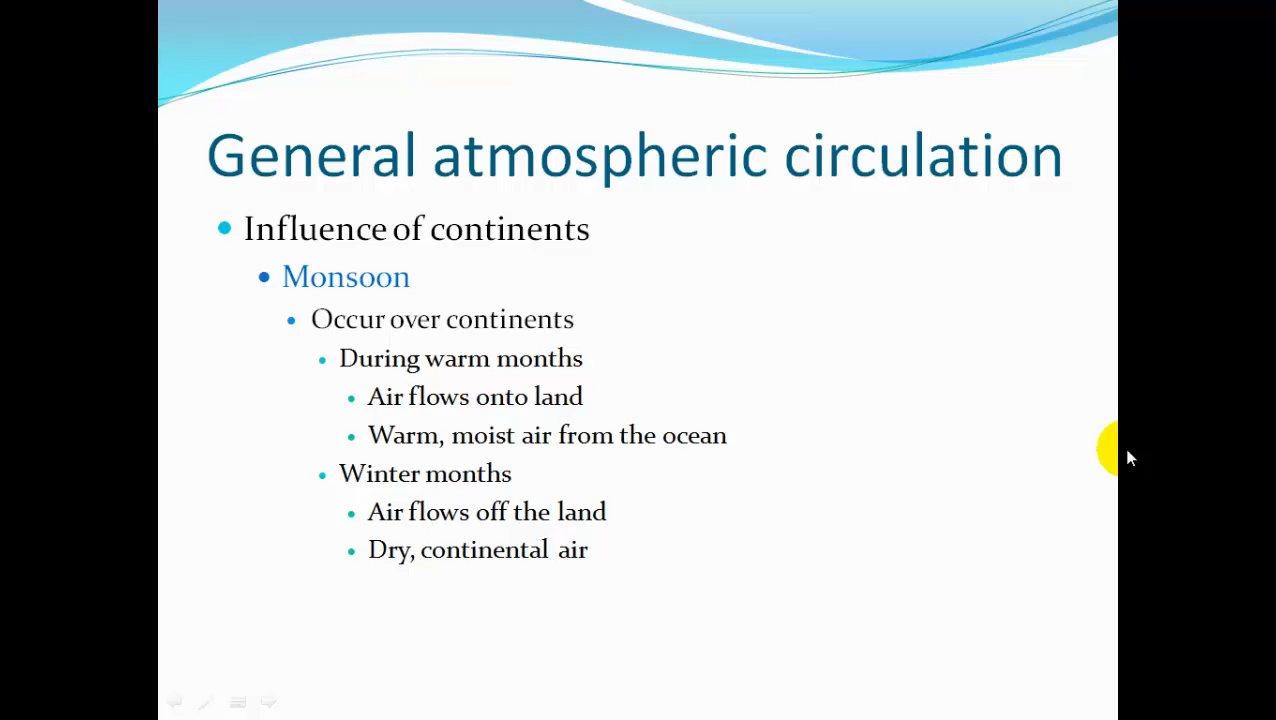 General atmospheric circulation
Influence of continents
Monsoon
Occur over continents
During warm months
Air flows onto land
Warm, moist air from the ocean
Winter months
Air flows off the land
Dry, continental air